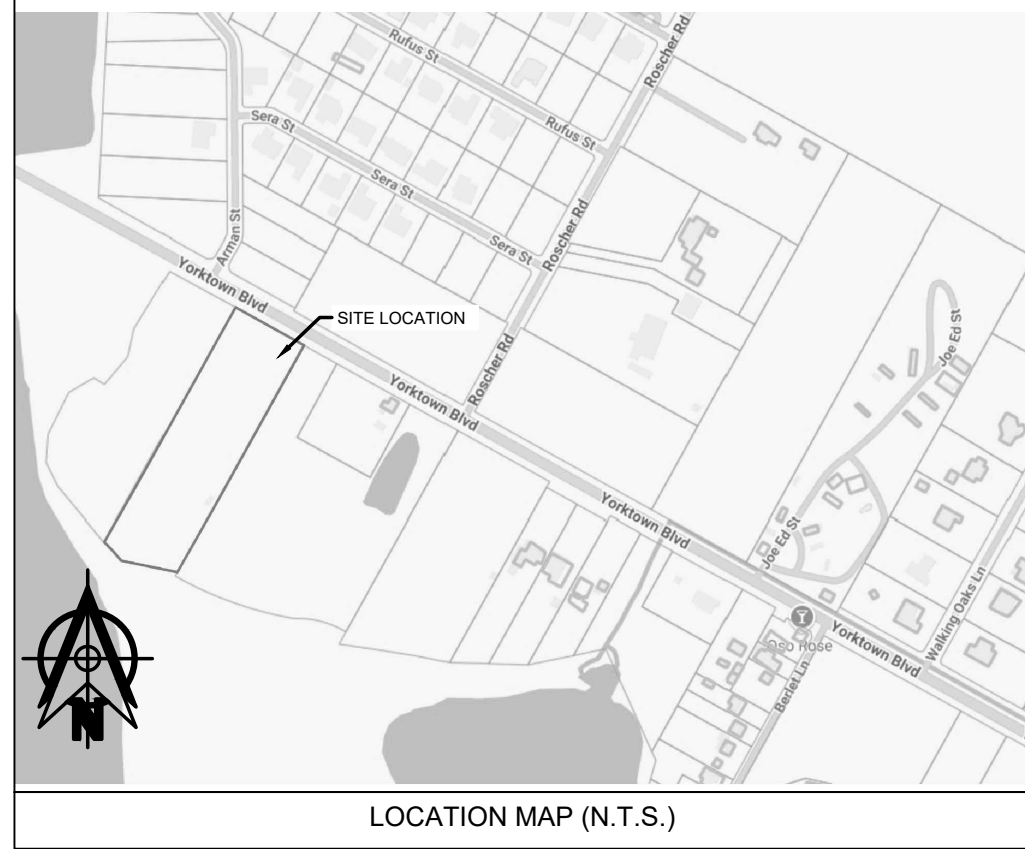 Rufus St
Roscher Rd
Sera St
Rufus St
Sera St
Roscher Rd
Arman St
Sera St
Yorktown Blvd
SITE LOCATION
Joe Ed St
Roscher Rd
Yorktown Blvd
Yorktown Blvd
Joe Ed St
Walking Oaks Ln
Yorktown Blvd
Oso Rose
Berlet Ln
N
LOCATION MAP (N.T.S.)